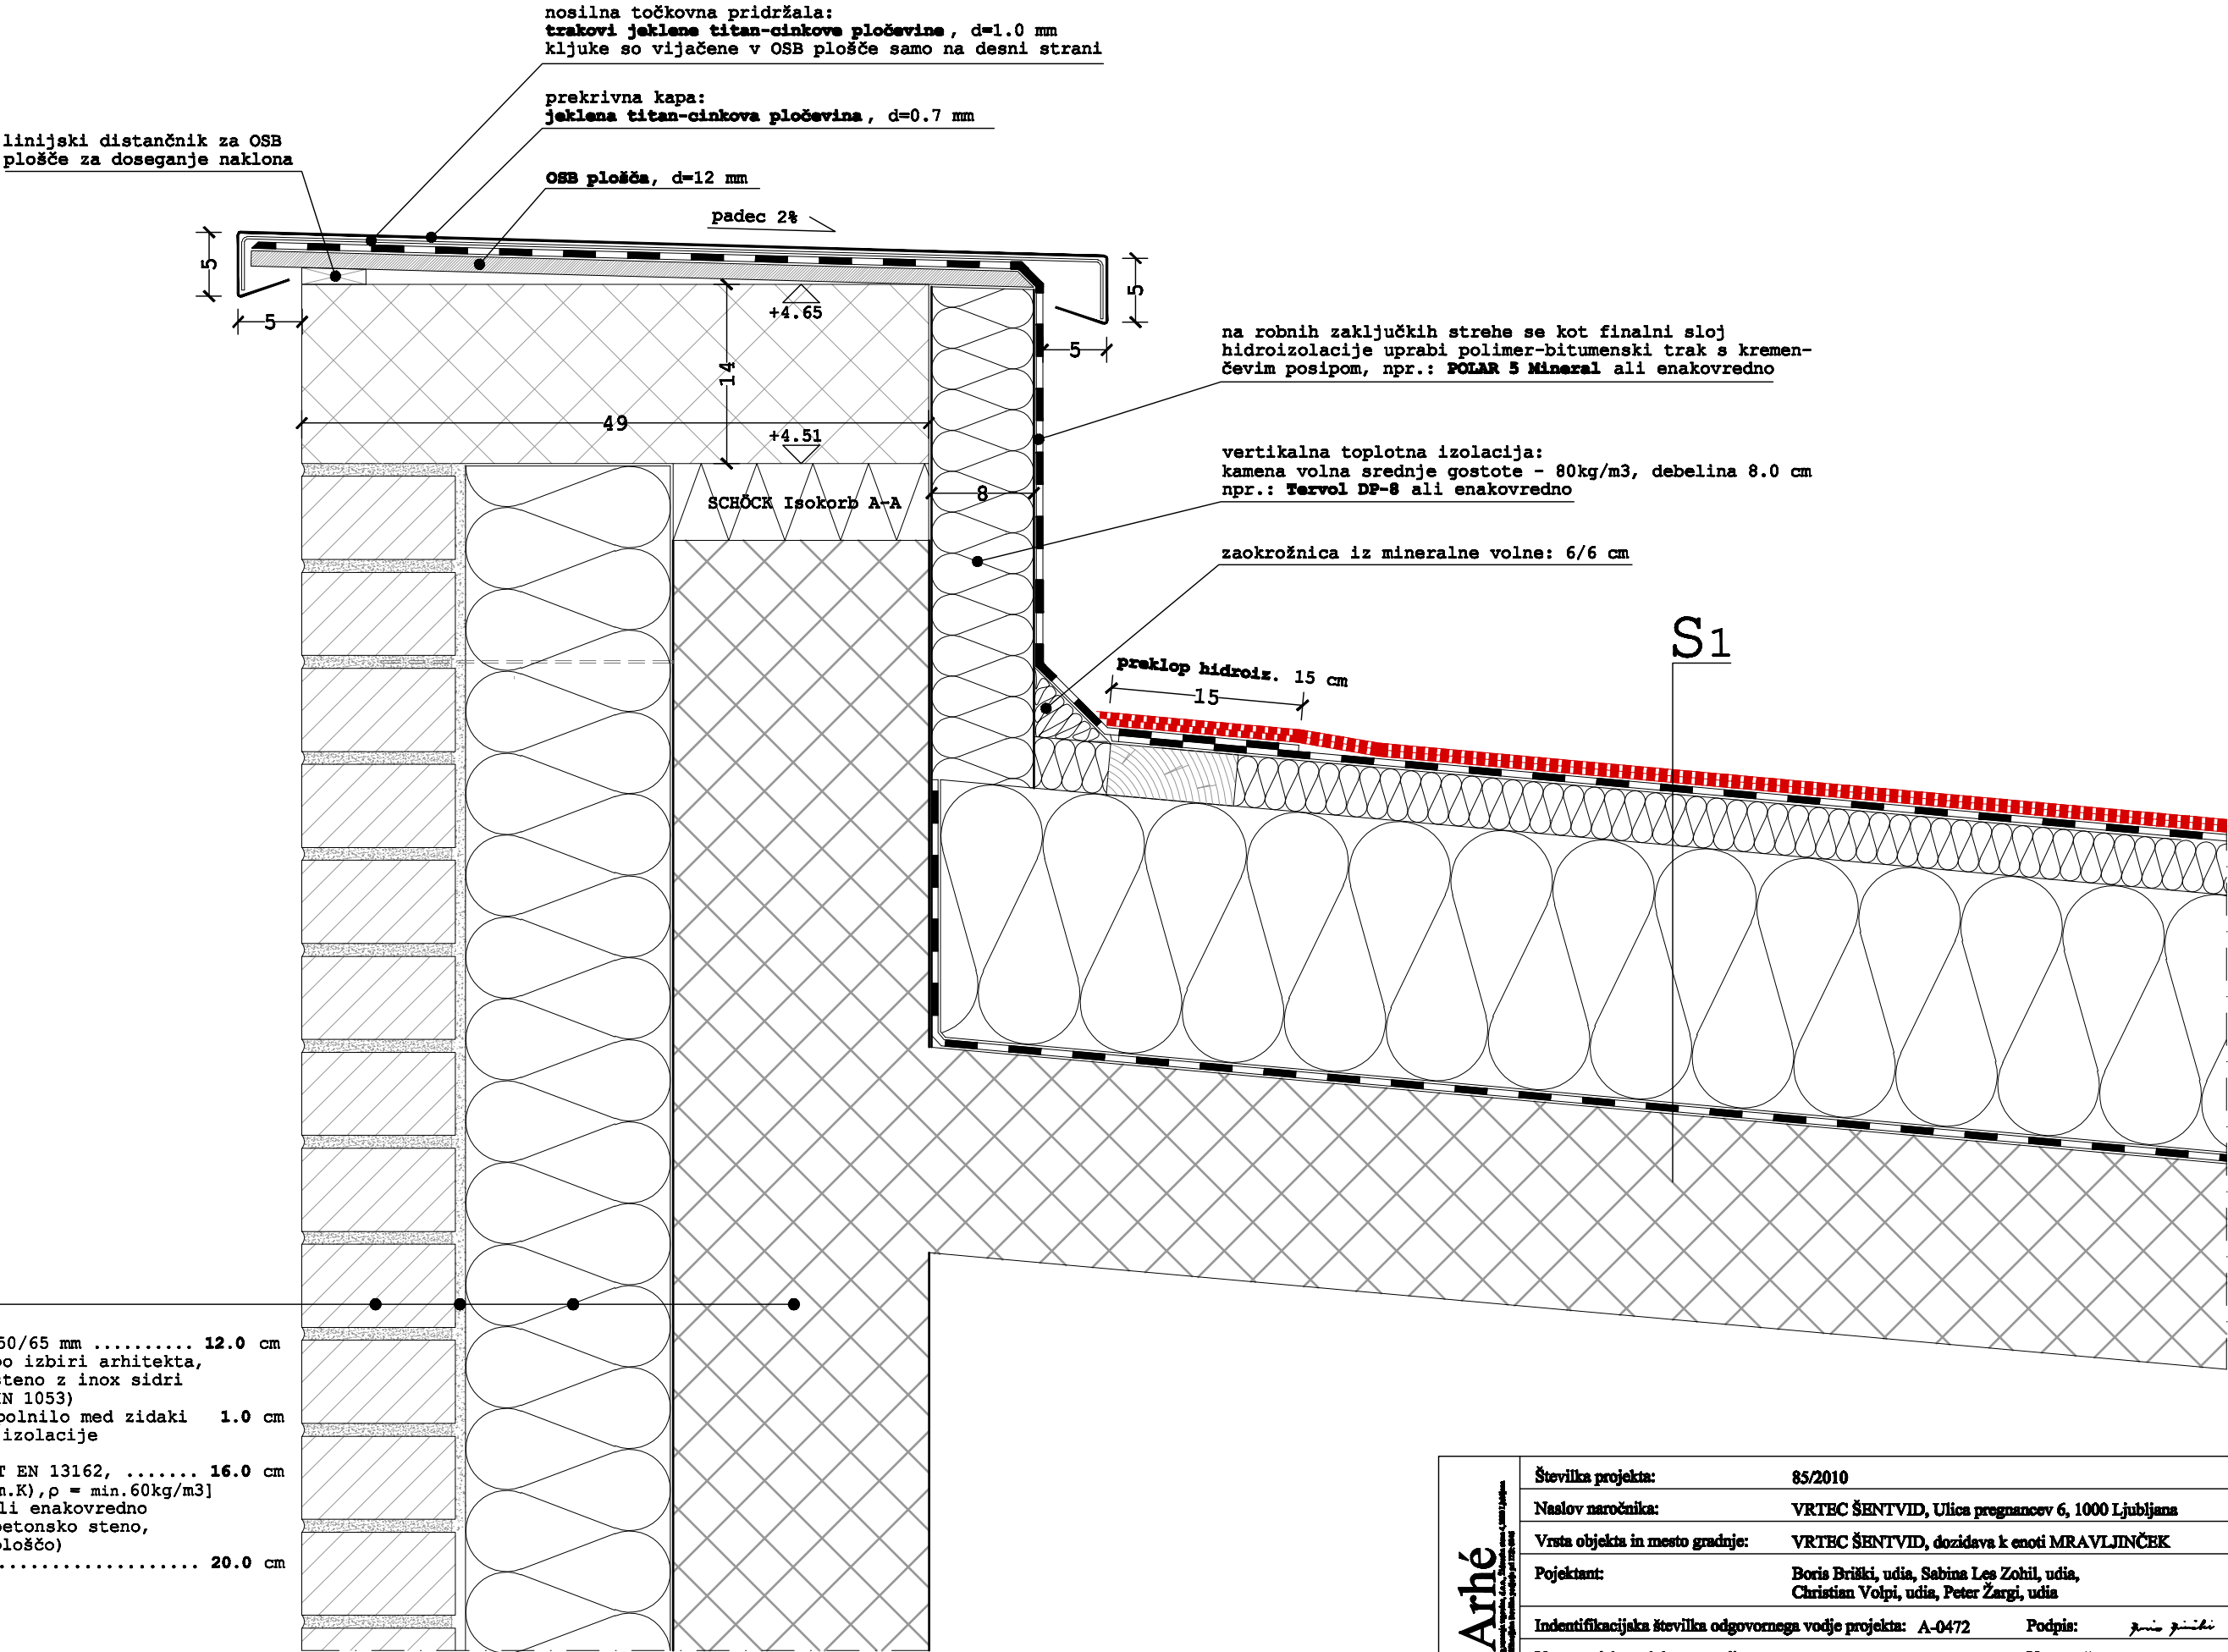 nosilna točkovna pridržala:
trakovi jeklene titan-cinkove pločevine, d=1.0 mm
kljuke so vijačene v OSB plošče samo na desni strani
prekrivna kapa:
jeklena titan-cinkova pločevina, d=0.7 mm
linijski distančnik za OSB
plošče za doseganje naklona
OSB plošča, d=12 mm
padec 2%
5
5
5
5
+4.65
14
49
+4.51
8
SCHÖCK Isokorb A-A
na robnih zaključkih strehe se kot finalni sloj
hidroizolacije uprabi polimer-bitumenski trak s kremen-
čevim posipom, npr.: POLAR 5 Mineral ali enakovredno
vertikalna toplotna izolacija:
kamena volna srednje gostote - 80kg/m3, debelina 8.0 cm
npr.: Tervol DP-8 ali enakovredno
zaokrožnica iz mineralne volne: 6/6 cm
S1
preklop hidroiz. 15 cm
15
50/65 mm .......... 12.0 cm
po izbiri arhitekta,
steno z inox sidri
IN 1053)
polnilo med zidaki 1.0 cm
izolacije
T EN 13162, ....... 16.0 cm
m.K),ρ = min.60kg/m3]
ali enakovredno
betonsko steno,
ploščo)
................... 20.0 cm
Arhé
Številka projekta: 85/2010
Naslov naročnika: VRTEC ŠENTVID, Ulica pregnancev 6, 1000 Ljubljana
Vrsta objekta in mesto gradnje: VRTEC ŠENTVID, dozidava k enoti MRAVLJINČEK
Pojektant: Boris Briški, udia, Sabina Les Zohil, udia,
Christian Volpi, udia, Peter Žargi, udia
Indentifikacijska številka odgovornega vodje projekta: A-0472 Podpis: